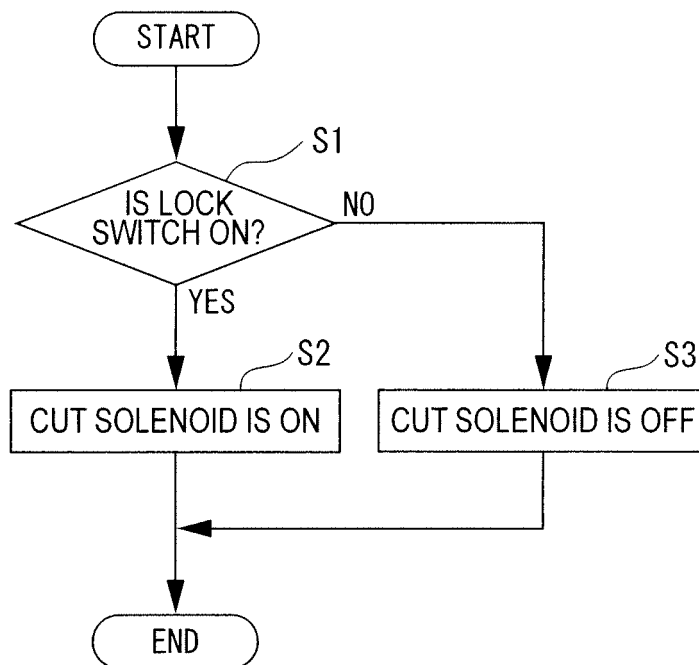 START
S1
IS LOCK
SWITCH ON?
NO
YES
S2
S3
CUT SOLENOID IS ON
CUT SOLENOID IS OFF
END